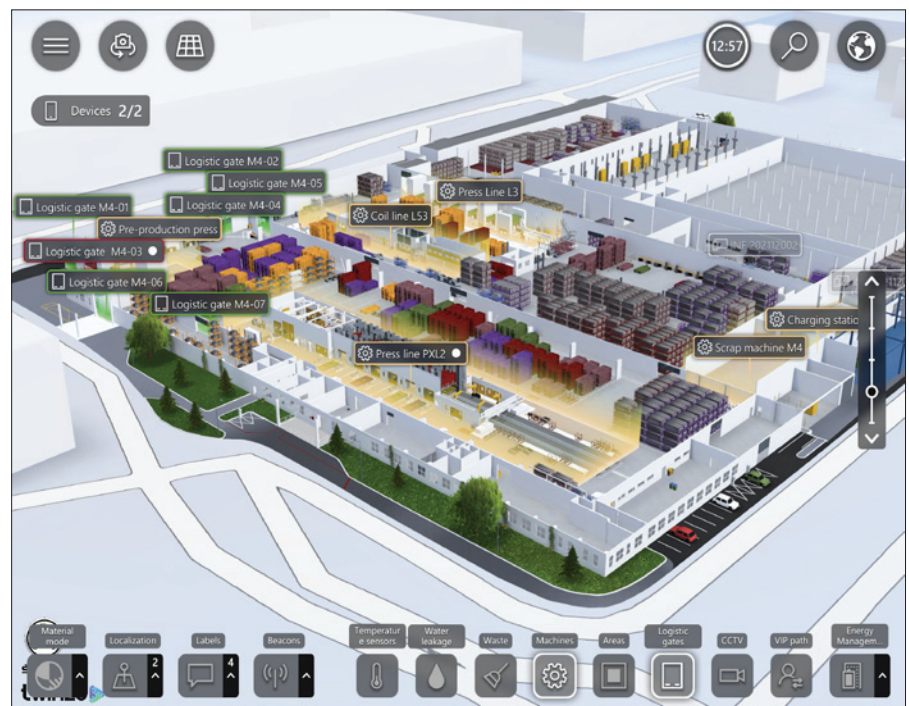 12:57
Devices 2/2
Logistic gate M4-02
Logistic gate M4-05
Press Line L3
Logistic gate M4-01
Logistic gate M4-04
Coil line L53
Pre-production press
Logistic gate M4-03
Logistic gate M4-06
Logistic gate M4-07
Charging statio
Press line PXL2
Scrap machine M4
Material
mode
Localization
2
Labels
4
Beacons
Temperatur
e sensors
Water
leakage
Waste
Machines
Areas
Logistic
gates
CCTV
VIP path
Energy
Managem...